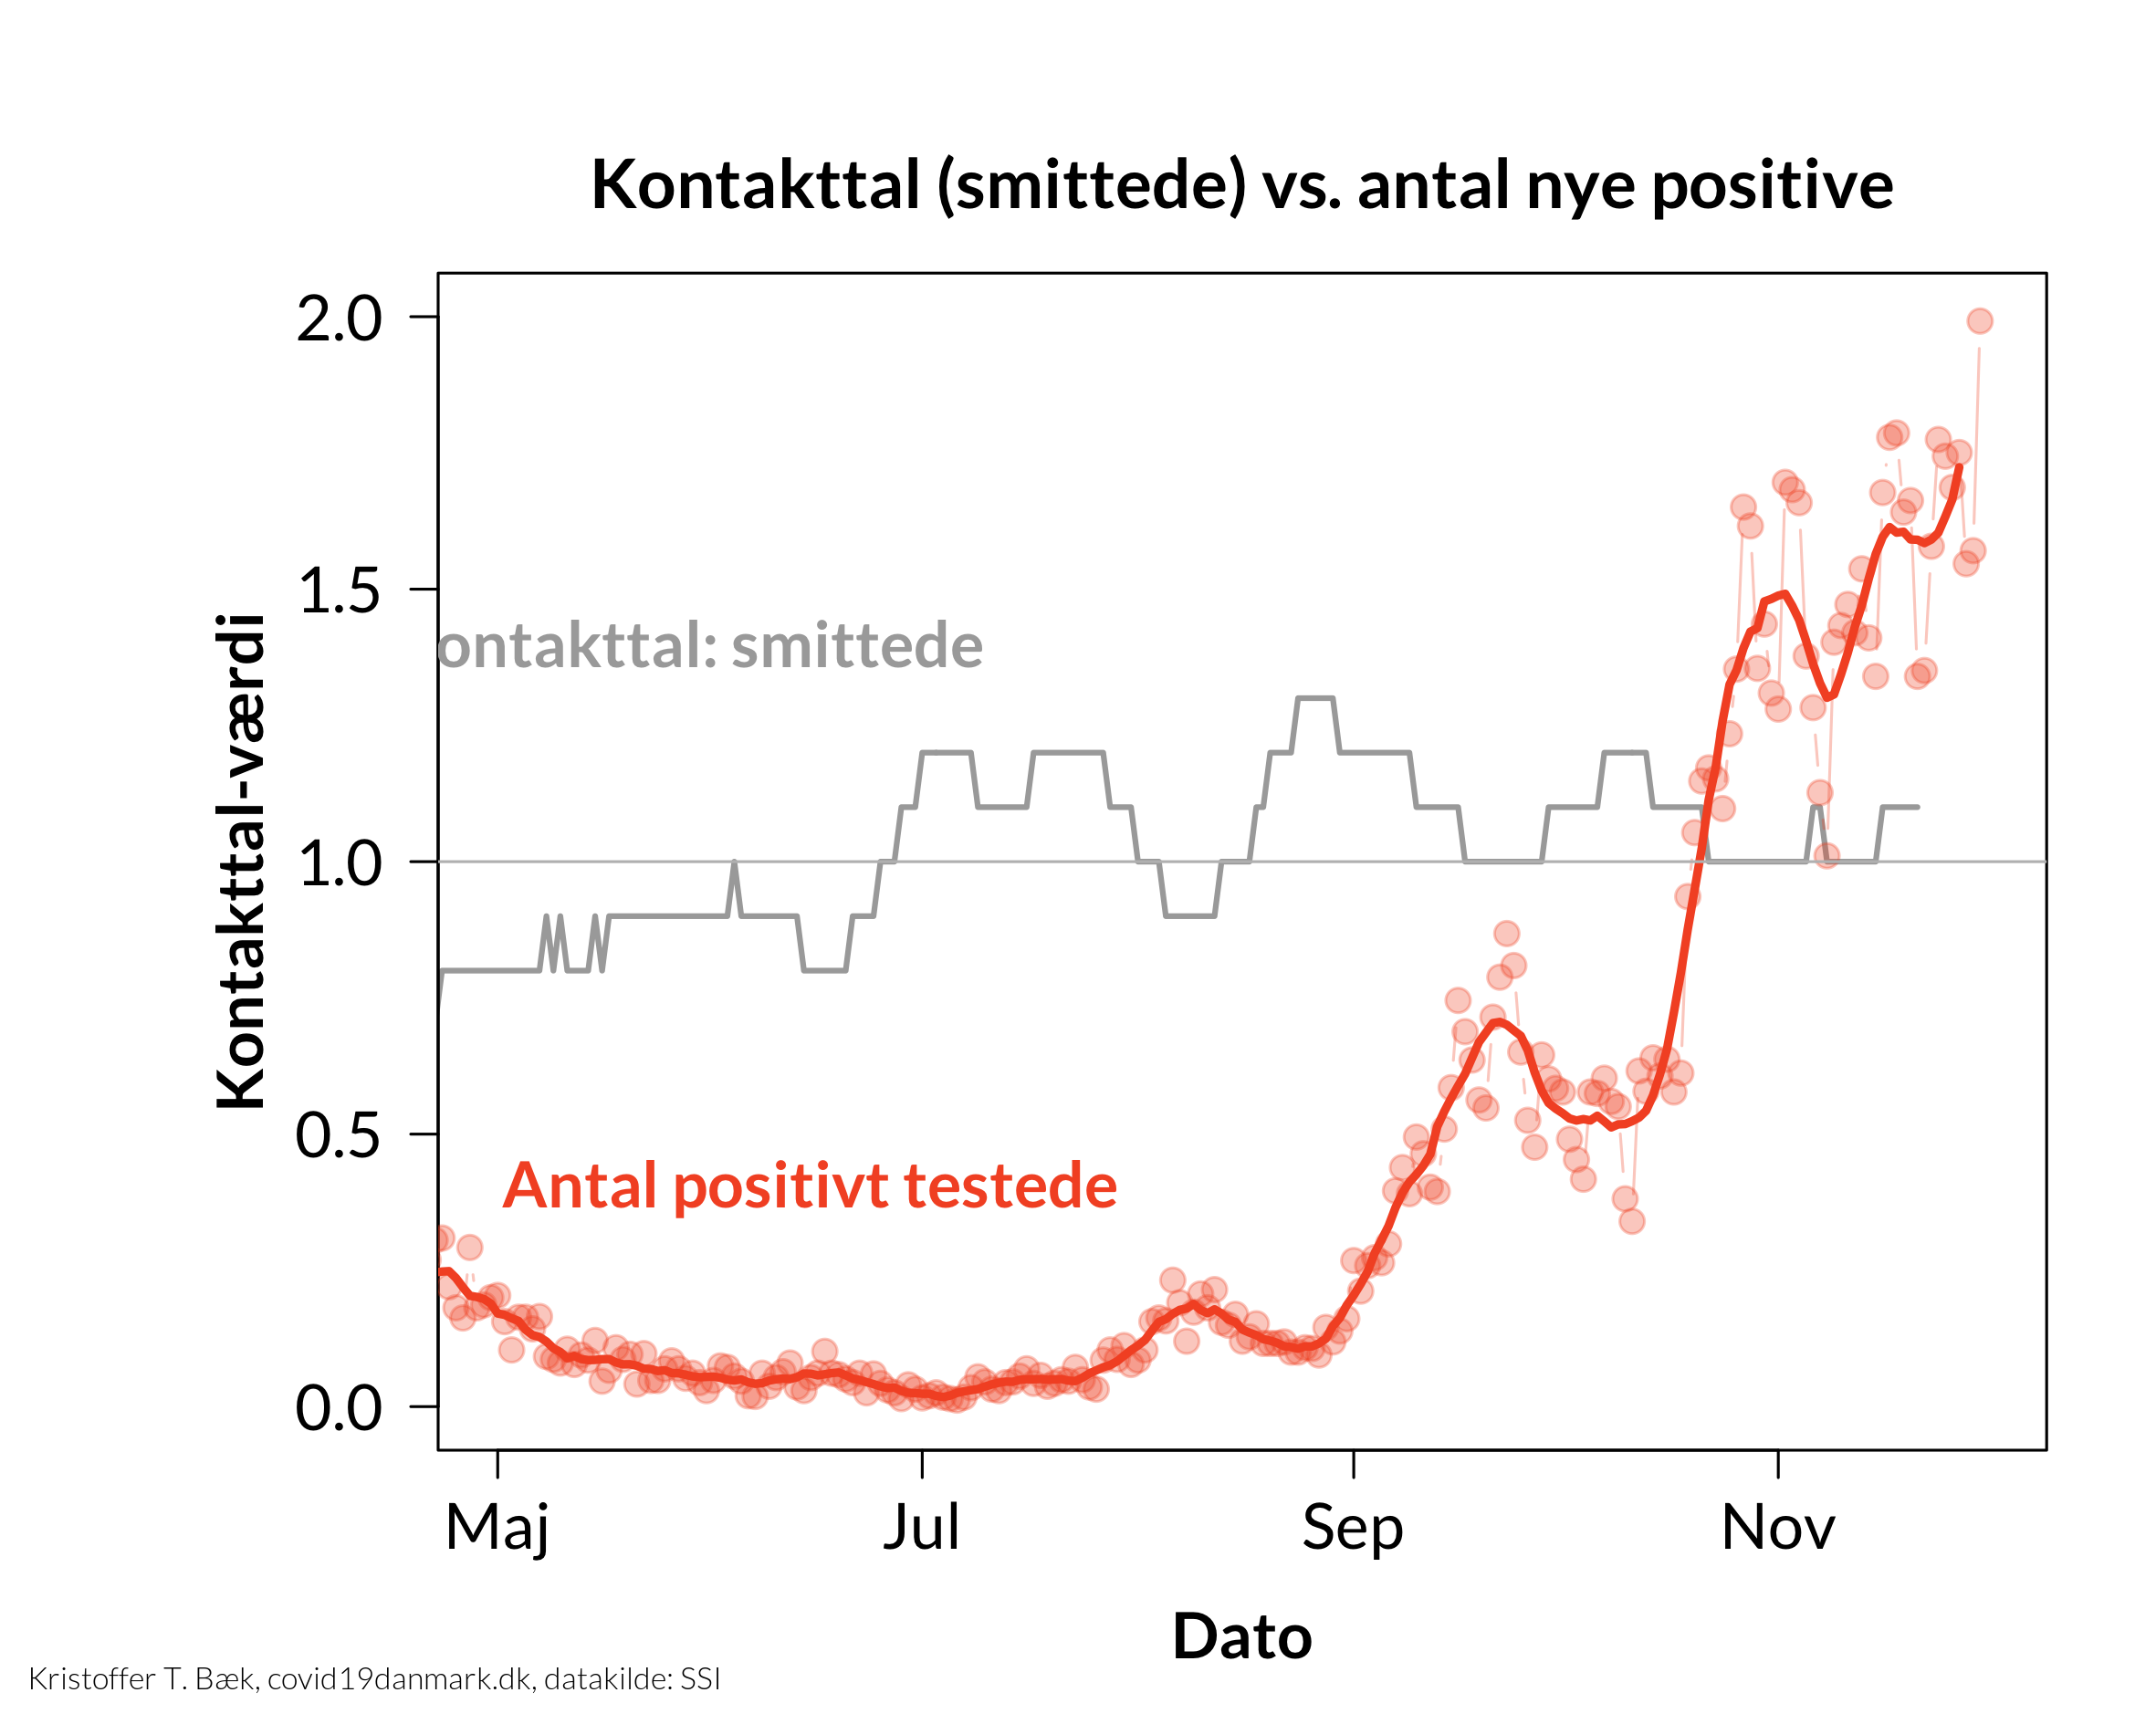 Kontakttal (smittede) vs. antal nye positive
2.0
1.5
1.0
0.5
0.0
Kontakttal-værdi
ontakttal: smittede
Antal positivt testede
Maj
Jul
Sep
Nov
Dato
Kristoffer T. Bæk, covid19danmark.dk, datakilde: SSI